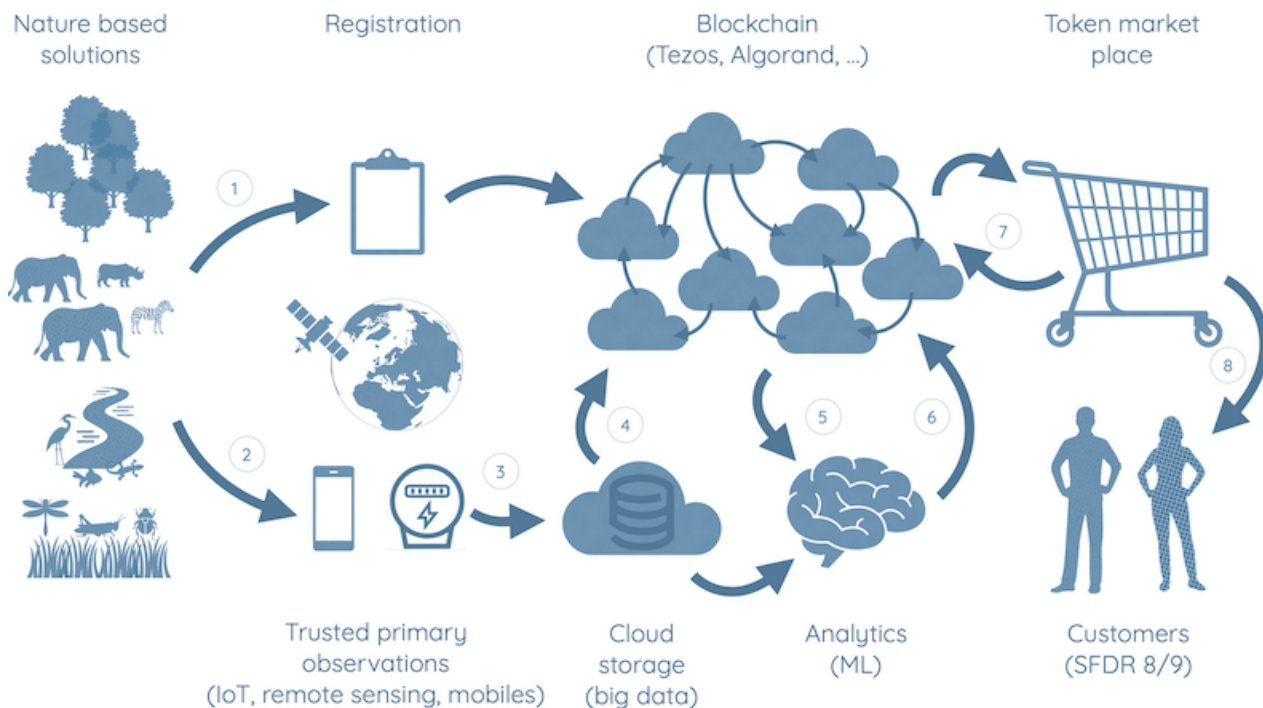 Nature based
solutions
Registration
Blockchain
(Tezos, Algorand, ...)
Token market
place
1
2
3
4
5
6
7
8
Trusted primary
observations
(IoT, remote sensing, mobiles)
Cloud
storage
(big data)
Analytics
(ML)
Customers
(SFDR 8/9)